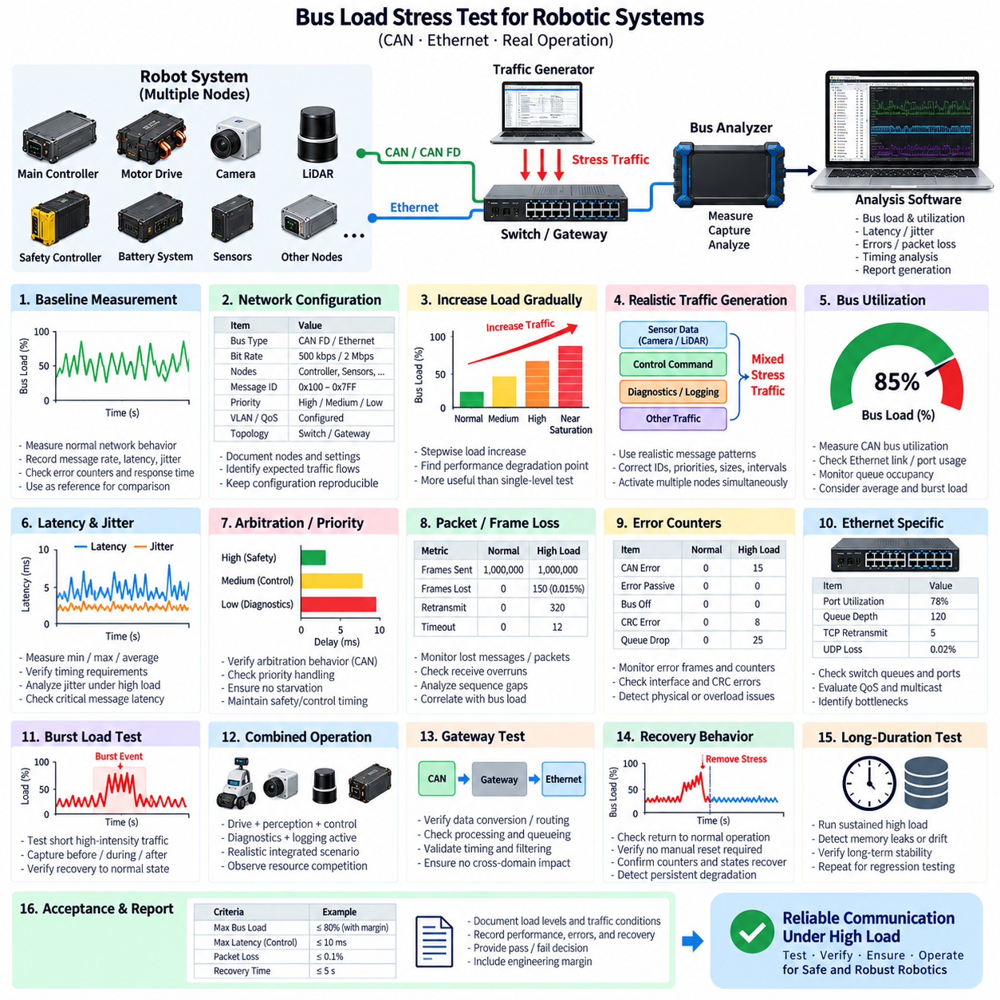 Bus Load Stress Test for Robotic Systems
(CAN · Ethernet · Real Operation)
Robot System
(Multiple Nodes)
Main Controller
Motor Drive
Camera
LiDAR
Safety Controller
Battery System
Sensors
Other Nodes
...
CAN / CAN FD
Ethernet
Traffic Generator
Stress Traffic
Switch / Gateway
Bus Analyzer
Measure
Capture
Analyze
Analysis Software
- Bus load & utilization
- Latency / jitter
- Errors / packet loss
- Timing analysis
- Report generation
1. Baseline Measurement
Bus Load (%)
100
50
0
Time (s)
- Measure normal network behavior
- Record message rate, latency, jitter
- Check error counters and response time
- Use as reference for comparison
2. Network Configuration
Item Value
Bus Type CAN FD / Ethernet
Bit Rate 500 kbps / 2 Mbps
Nodes Controller, Sensors, ...
Message ID 0x100 – 0x7FF
Priority High / Medium / Low
VLAN / QoS Configured
Topology Switch / Gateway
- Document nodes and settings
- Identify expected traffic flows
- Keep configuration reproducible
3. Increase Load Gradually
Increase Traffic
Bus Load (%)
100
50
0
Normal Medium High Near
Saturation
- Stepwise load increase
- Find performance degradation point
- More useful than single-level test
4. Realistic Traffic Generation
Sensor Data
(Camera / LiDAR)
Control Command
Diagnostics / Logging
Other Traffic
Mixed
Stress
Traffic
- Use realistic message patterns
- Correct IDs, priorities, sizes, intervals
- Activate multiple nodes simultaneously
5. Bus Utilization
85%
Bus Load (%)
- Measure CAN bus utilization
- Check Ethernet link / port usage
- Monitor queue occupancy
- Consider average and burst load
6. Latency & Jitter
Latency Jitter
Latency (ms)
10
5
0
Time (s)
- Measure min / max / average
- Verify timing requirements
- Analyze jitter under high load
- Check critical message latency
7. Arbitration / Priority
High (Safety)
Medium (Control)
Low (Diagnostics)
0 5 10
Delay (ms)
- Verify arbitration behavior (CAN)
- Check priority handling
- Ensure no starvation
- Maintain safety/control timing
8. Packet / Frame Loss
Metric Normal High Load
Frames Sent 1,000,000 1,000,000
Frames Lost 0 150 (0.015%)
Retransmit 0 320
Timeout 0 12
- Monitor lost messages / packets
- Check receive overruns
- Analyze sequence gaps
- Correlate with bus load
9. Error Counters
Item Normal High Load
CAN Error 0 15
Error Passive 0 0
Bus Off 0 0
CRC Error 0 8
Queue Drop 0 25
- Monitor error frames and counters
- Check interface and CRC errors
- Detect physical or overload issues
10. Ethernet Specific
Item Value
Port Utilization 78%
Queue Depth 120
TCP Retransmit 5
UDP Loss 0.02%
- Check switch queues and ports
- Evaluate QoS and multicast
- Identify bottlenecks
11. Burst Load Test
Burst Event
Load (%)
100
50
0
Time (s)
- Test short high-intensity traffic
- Capture before / during / after
- Verify recovery to normal state
12. Combined Operation
- Drive + perception + control
- Diagnostics + logging active
- Realistic integrated scenario
- Observe resource competition
13. Gateway Test
CAN
Gateway
Ethernet
- Verify data conversion / routing
- Check processing and queueing
- Validate timing and filtering
- Ensure no cross-domain impact
14. Recovery Behavior
Remove Stress
Bus Load (%)
100
50
0
Time (s)
- Check return to normal operation
- Verify no manual reset required
- Confirm counters and states recover
- Detect persistent degradation
15. Long-Duration Test
- Run sustained high load
- Detect memory leaks or drift
- Verify long-term stability
- Repeat for regression testing
16. Acceptance & Report
Criteria Example
Max Bus Load ≤ 80% (with margin)
Max Latency (Control) ≤ 10 ms
Packet Loss ≤ 0.1%
Recovery Time ≤ 5 s
- Document load levels and traffic conditions
- Record performance, errors, and recovery
- Provide pass / fail decision
- Include engineering margin
Reliable Communication
Under High Load
Test · Verify · Ensure · Operate
for Safe and Robust Robotics